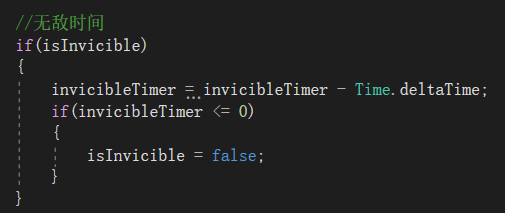 //无敌时间
if(isInvicible)
{
invicibleTimer = invicibleTimer - Time.deltaTime;
if(invicibleTimer <= 0)
{
isInvicible = false;
}
}